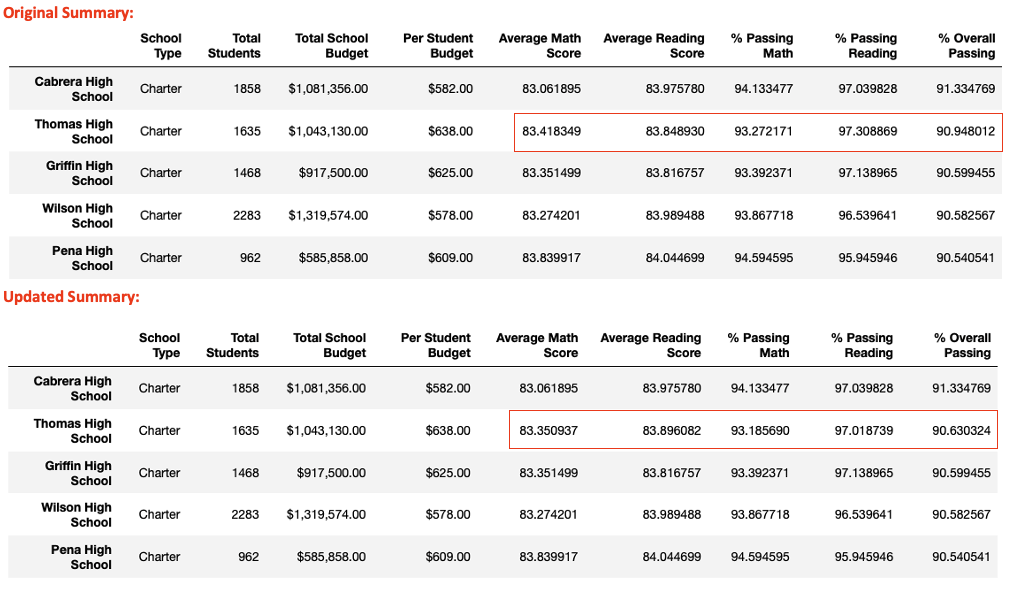 Original Summary:
School Type Total Students Total School Budget Per Student Budget Average Math Score Average Reading Score % Passing Math % Passing Reading % Overall Passing
Cabrera High School Charter 1858 $1,081,356.00 $582.00 83.061895 83.975780 94.133477 97.039828 91.334769
Thomas High School Charter 1635 $1,043,130.00 $638.00 83.418349 83.848930 93.272171 97.308869 90.948012
Griffin High School Charter 1468 $917,500.00 $625.00 83.351499 83.816757 93.392371 97.138965 90.599455
Wilson High School Charter 2283 $1,319,574.00 $578.00 83.274201 83.989488 93.867718 96.539641 90.582567
Pena High School Charter 962 $585,858.00 $609.00 83.839917 84.044699 94.594595 95.945946 90.540541
Updated Summary:
School Type Total Students Total School Budget Per Student Budget Average Math Score Average Reading Score % Passing Math % Passing Reading % Overall Passing
Cabrera High School Charter 1858 $1,081,356.00 $582.00 83.061895 83.975780 94.133477 97.039828 91.334769
Thomas High School Charter 1635 $1,043,130.00 $638.00 83.350937 83.896082 93.185690 97.018739 90.630324
Griffin High School Charter 1468 $917,500.00 $625.00 83.351499 83.816757 93.392371 97.138965 90.599455
Wilson High School Charter 2283 $1,319,574.00 $578.00 83.274201 83.989488 93.867718 96.539641 90.582567
Pena High School Charter 962 $585,858.00 $609.00 83.839917 84.044699 94.594595 95.945946 90.540541